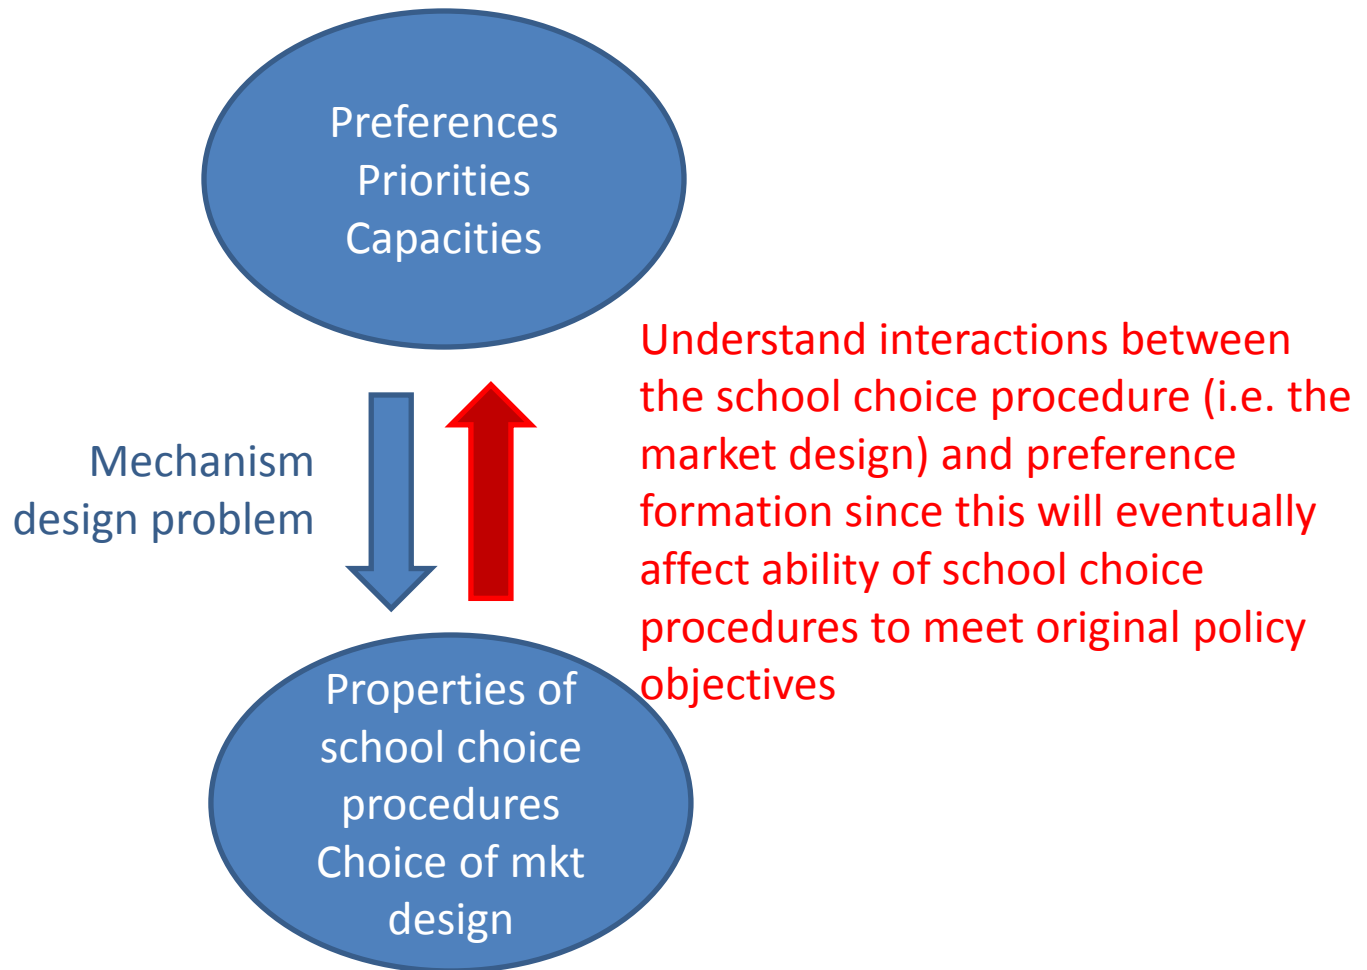 Preferences
Priorities
Capacities
Understand interactions between
the school choice procedure (i.e. the
market design) and preference
formation since this will eventually
affect ability of school choice
procedures to meet original policy
objectives
Mechanism
design problem
Properties of
school choice
procedures
Choice of mkt
design